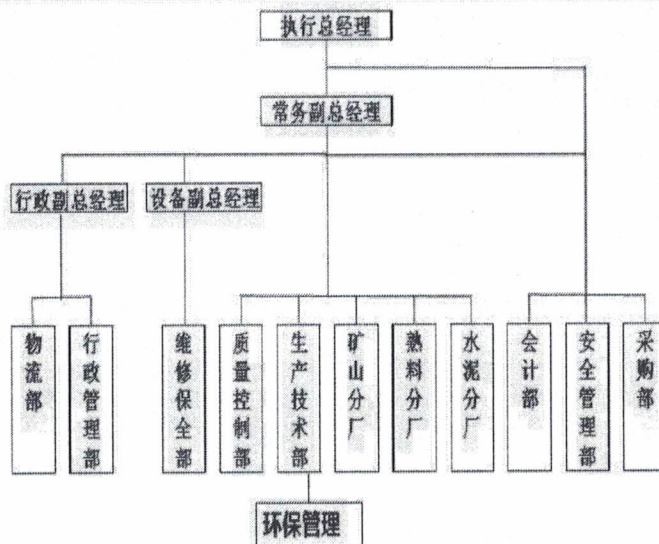 执行总经理
常务副总经理
行政副总经理
设备副总经理
物流部
行政管理部
维修保全部
质量控制部
生产技术部
矿山分厂
熟料分厂
水泥分厂
会计部
安全管理部
采购部
环保管理